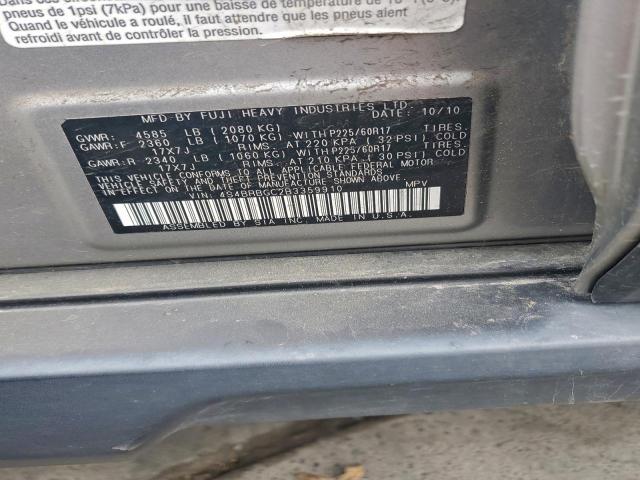 pneus de 1psi (7kPa) pour une baisse de température de
Quand le véhicule a roulé, il faut attendre que les pneus aient
refroidi avant de contrôler la pression.
MFD BY FUJI HEAVY INDUSTRIES LTD. DATE: 10/10
GVWR: 4585 LB (2080 KG)
GAWR:F 2360 LB (1070 KG)-WITH P225/60R17 TIRES.
17X7J RIMS. AT 220 KPA (32 PSI) COLD
GAWR:R 2340 LB (1060 KG)-WITH P225/60R17 TIRES.
17X7J RIMS. AT 210 KPA (30 PSI) COLD
THIS VEHICLE CONFORMS TO ALL APPLICABLE FEDERAL MOTOR
VEHICLE SAFETY AND THEFT PREVENTION STANDARDS
IN EFFECT ON THE DATE OF MANUFACTURE SHOWN ABOVE.
VIN: 4S4BRBGC7B3359910 MPV
ASSEMBLED BY SIA INC. MADE IN U.S.A.